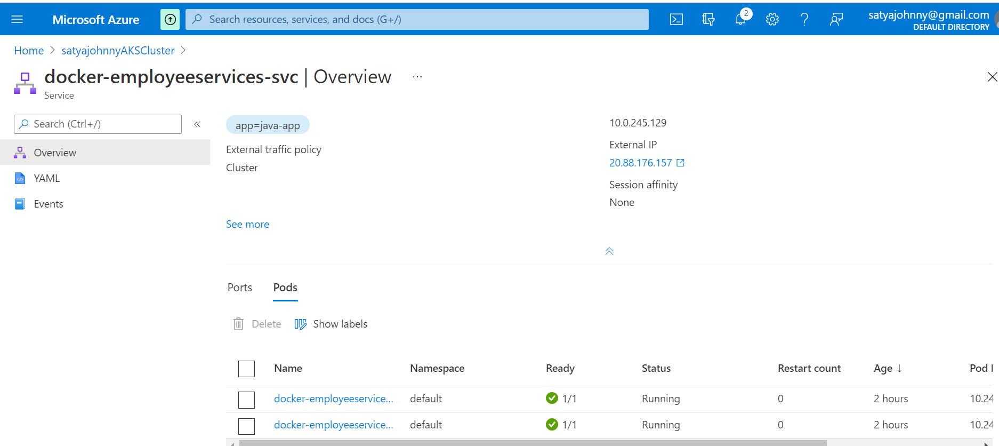 Microsoft Azure
Search resources, services, and docs (G+/)
2
satyajohnny@gmail.com
DEFAULT DIRECTORY
Home > satyajohnnyAKSCluster >
docker-employeeservices-svc | Overview ...
Service
Search (Ctrl+/) «
Overview
YAML
Events
app=java-app
External traffic policy
Cluster
See more
10.0.245.129
External IP
20.88.176.157
Session affinity
None
Ports Pods
Delete Show labels
Name Namespace Ready Status Restart count Age ↓ Pod
docker-employeeservice... default 1/1 Running 0 2 hours 10.24
docker-employeeservice... default 1/1 Running 0 2 hours 10.24